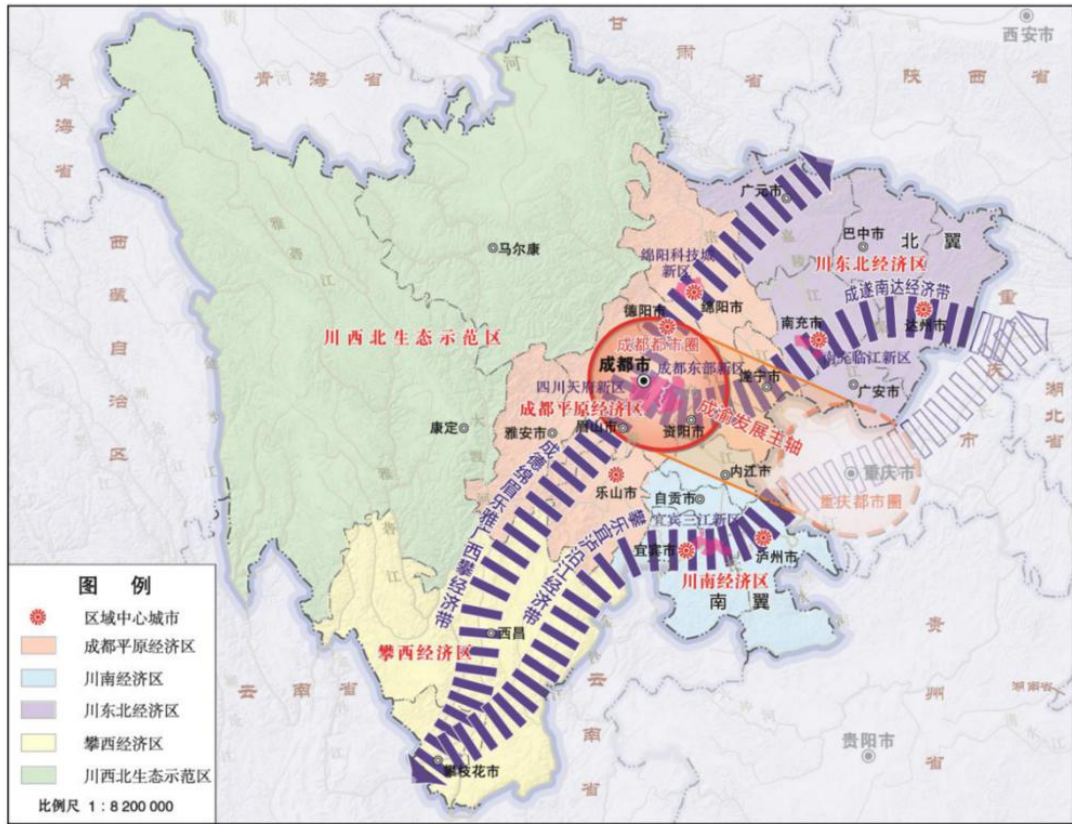 西安市
甘肃省
青海省
青海省
陕西省
西藏自治区
重庆市
湖北省
广元市
巴中市
北翼
川东北经济区
马尔康
绵阳科技城
新区
绵阳市
德阳市
成遂南达经济带
达州市
南充市
南充临江新区
川西北生态示范区
成都都市圈
成都市
成都东部新区
四川天府新区
成都平原经济区
遂宁市
广安市
康定
雅安市
眉山市
资阳市
成渝发展主轴
内江市
重庆市
重庆都市圈
乐山市
自贡市
宜宾三江新区
宜宾市
泸州市
川南经济区
南翼
成德绵眉乐雅广西攀经济带
攀乐宜泸沿江经济带
西昌
攀西经济区
攀枝花市
云南省
云南省
贵州省
湖南省
贵阳市
图例
区域中心城市
成都平原经济区
川南经济区
川东北经济区
攀西经济区
川西北生态示范区
比例尺 1：8 200 000